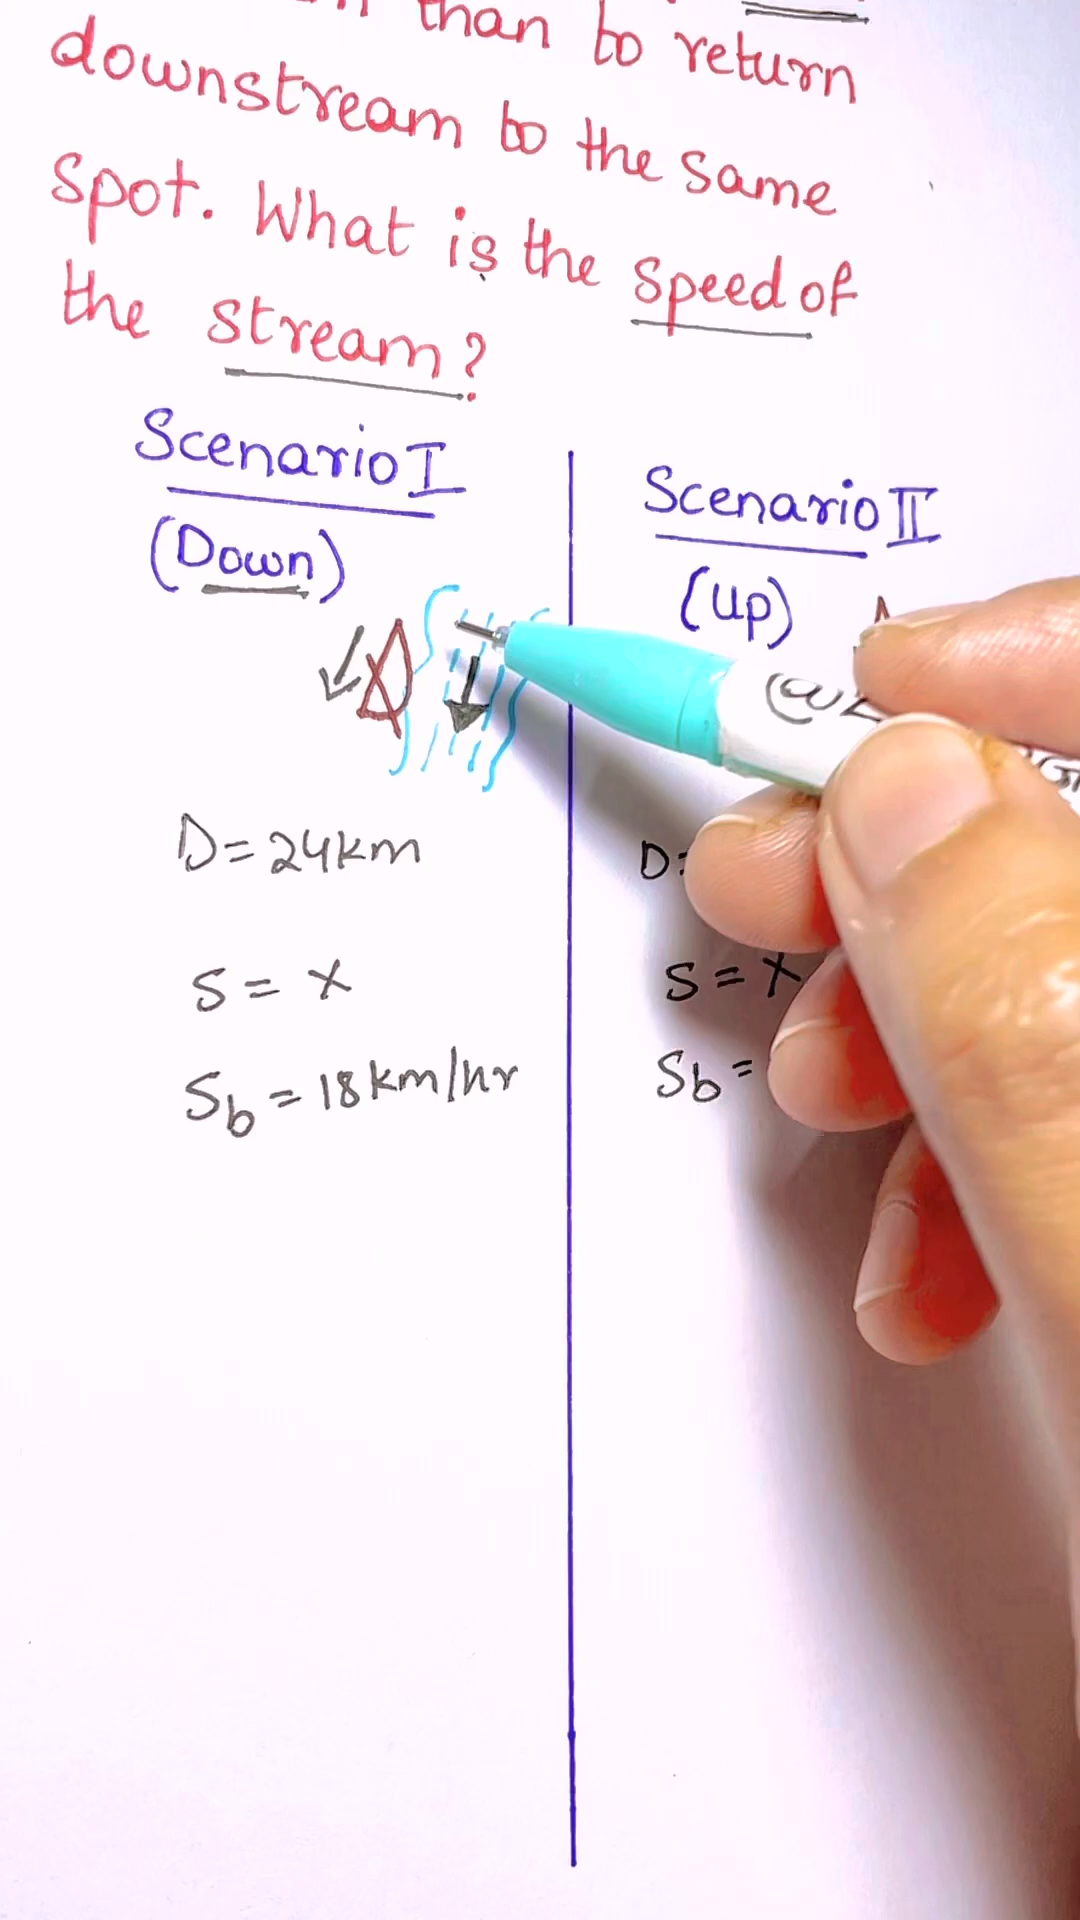 than to return
downstream to the same
spot. What is the speed of
the stream?
Scenario I
(Down)
D = 24km
S = x
Sb = 18km/hr
Scenario II
(up)
D
S = x
Sb =